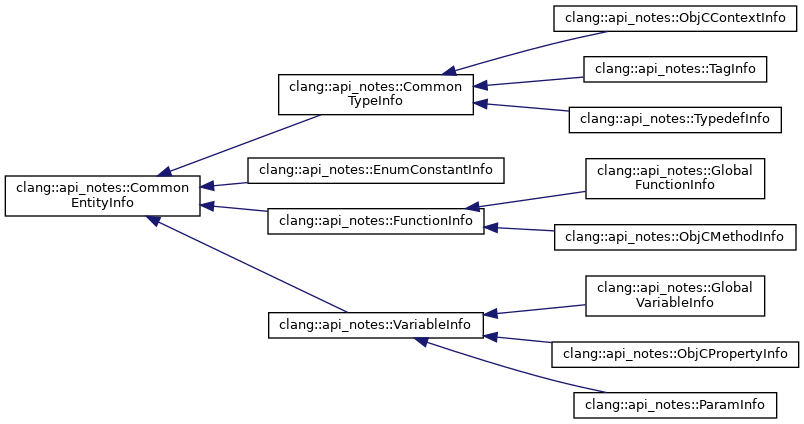 clang::api_notes::ObjCContextInfo
clang::api_notes::TagInfo
clang::api_notes::Common
TypeInfo
clang::api_notes::TypedefInfo
clang::api_notes::EnumConstantInfo
clang::api_notes::Global
FunctionInfo
clang::api_notes::Common
EntityInfo
clang::api_notes::FunctionInfo
clang::api_notes::ObjCMethodInfo
clang::api_notes::Global
VariableInfo
clang::api_notes::VariableInfo
clang::api_notes::ObjCPropertyInfo
clang::api_notes::ParamInfo